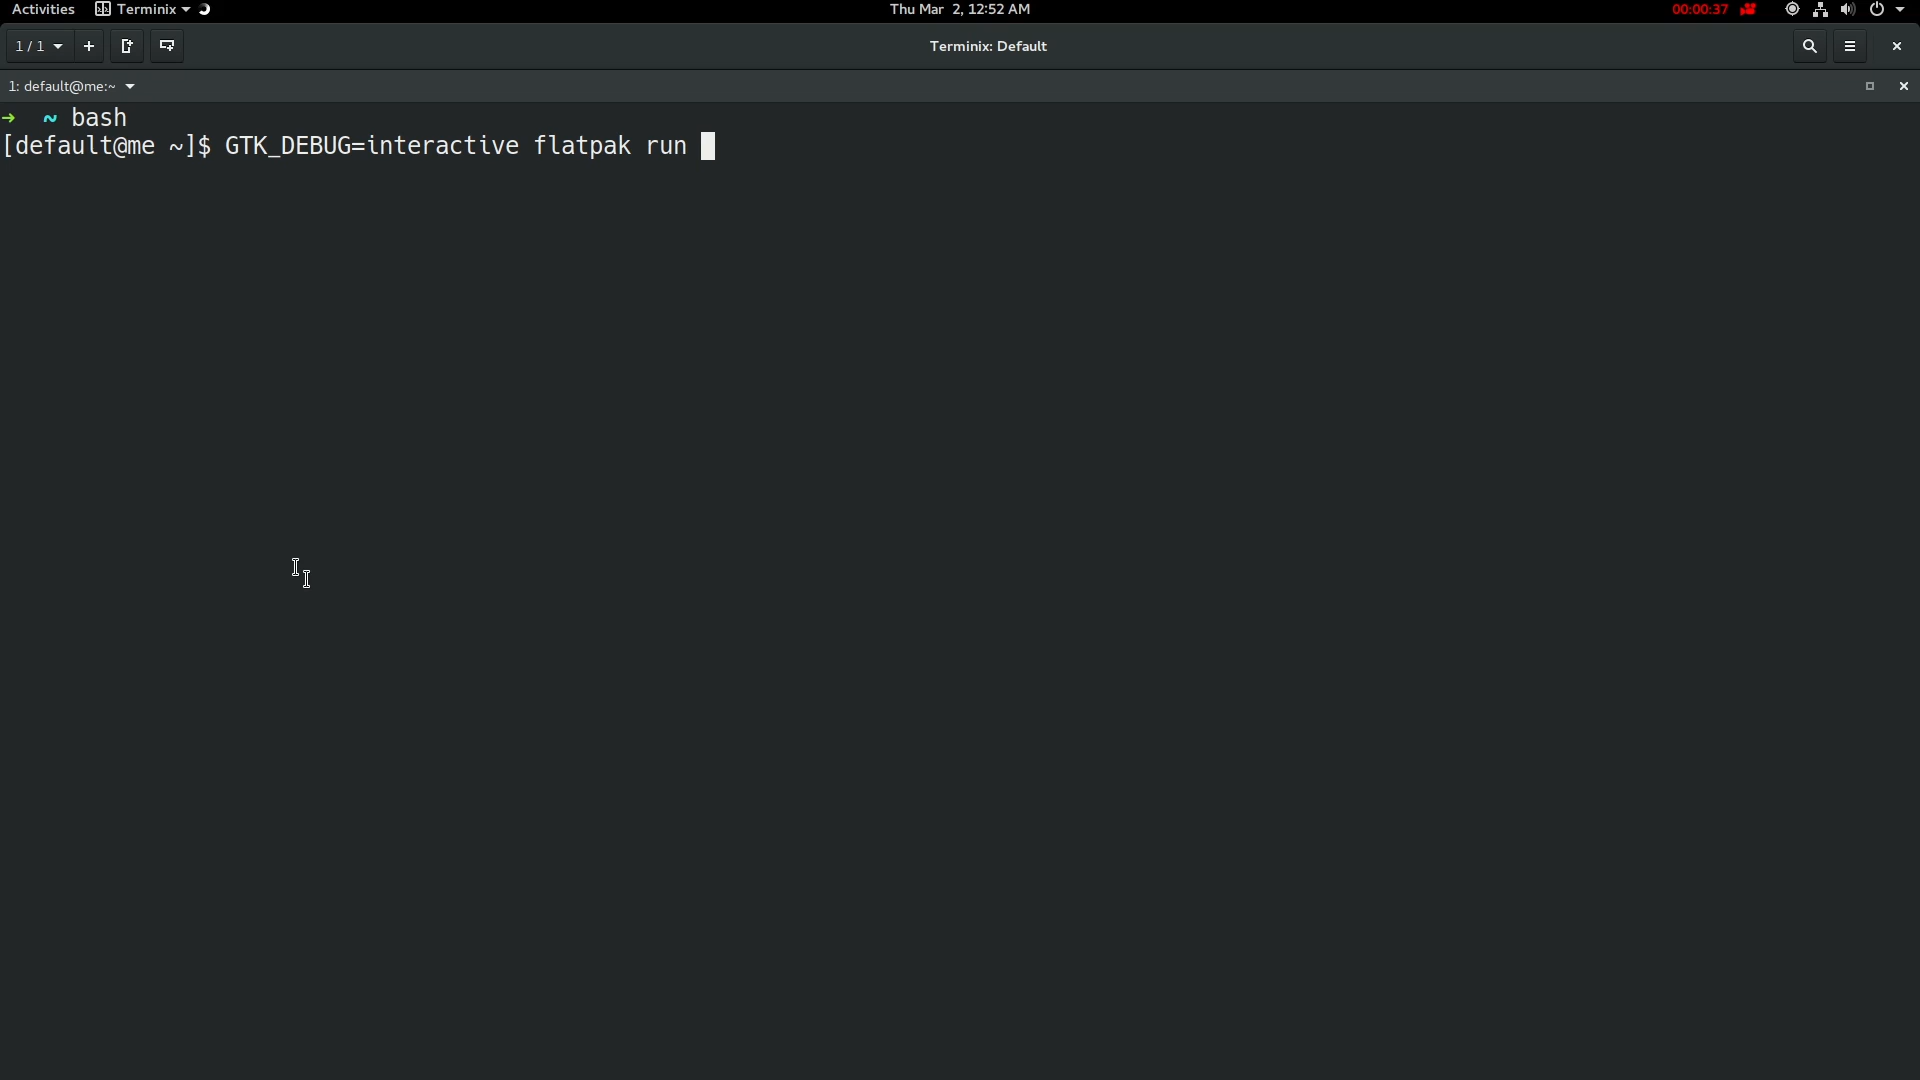 Activities Terminix Thu Mar 2, 12:52 AM 00:00:37
1 / 1 Terminix: Default
1: default@me:~
➜ ~ bash
[default@me ~]$ GTK_DEBUG=interactive flatpak run